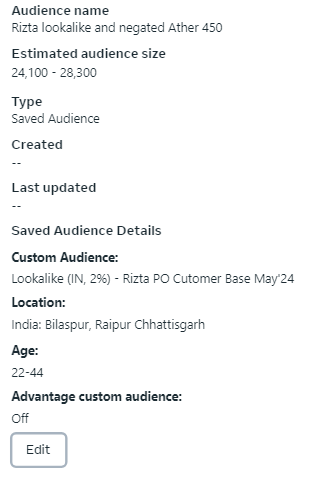 Audience name
Rizta lookalike and negated Ather 450
Estimated audience size
24,100 - 28,300
Type
Saved Audience
Created
--
Last updated
--
Saved Audience Details
Custom Audience:
Lookalike (IN, 2%) - Rizta PO Cutomer Base May'24
Location:
India: Bilaspur, Raipur Chhattisgarh
Age:
22-44
Advantage custom audience:
Off
Edit